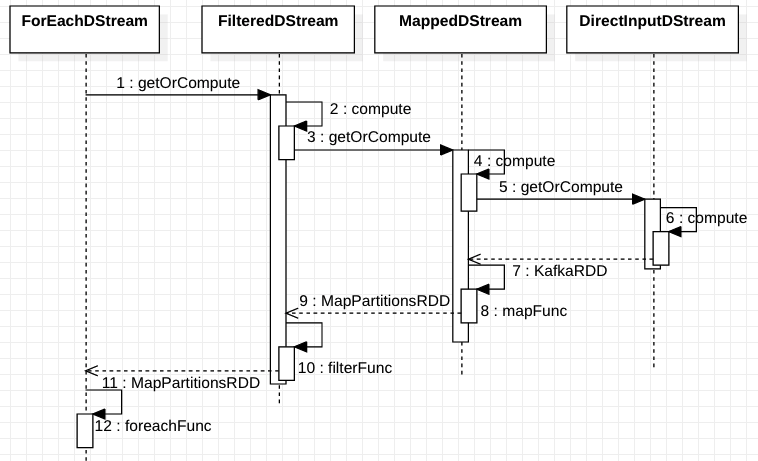 ForEachDStream
FilteredDStream
MappedDStream
DirectInputDStream
1 : getOrCompute
2 : compute
3 : getOrCompute
4 : compute
5 : getOrCompute
6 : compute
7 : KafkaRDD
8 : mapFunc
9 : MapPartitionsRDD
10 : filterFunc
11 : MapPartitionsRDD
12 : foreachFunc